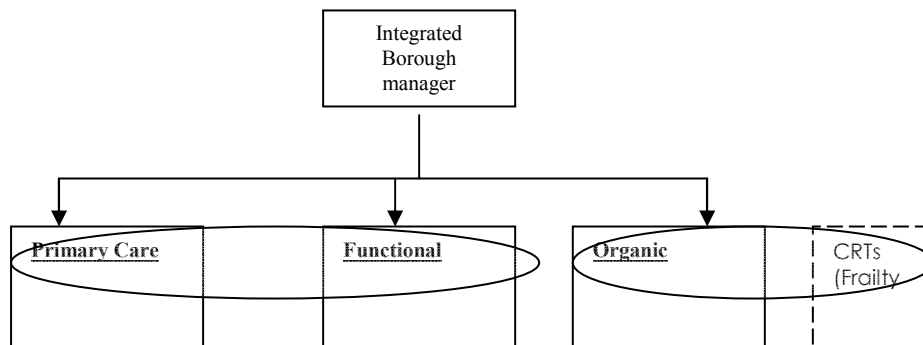 Integrated
Borough
manager
Primary Care
Functional
Organic
CRTs
(Frailty